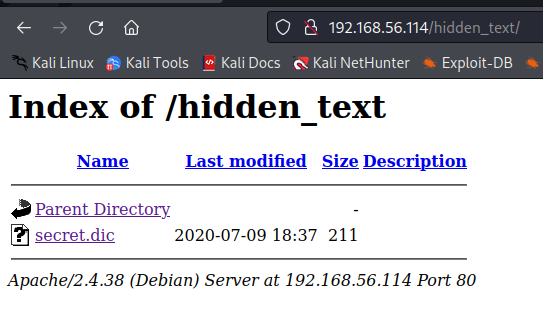 192.168.56.114/hidden_text/
Kali Linux Kali Tools Kali Docs Kali NetHunter Exploit-DB
Index of /hidden_text
Name Last modified Size Description
Parent Directory -
secret.dic 2020-07-09 18:37 211
Apache/2.4.38 (Debian) Server at 192.168.56.114 Port 80